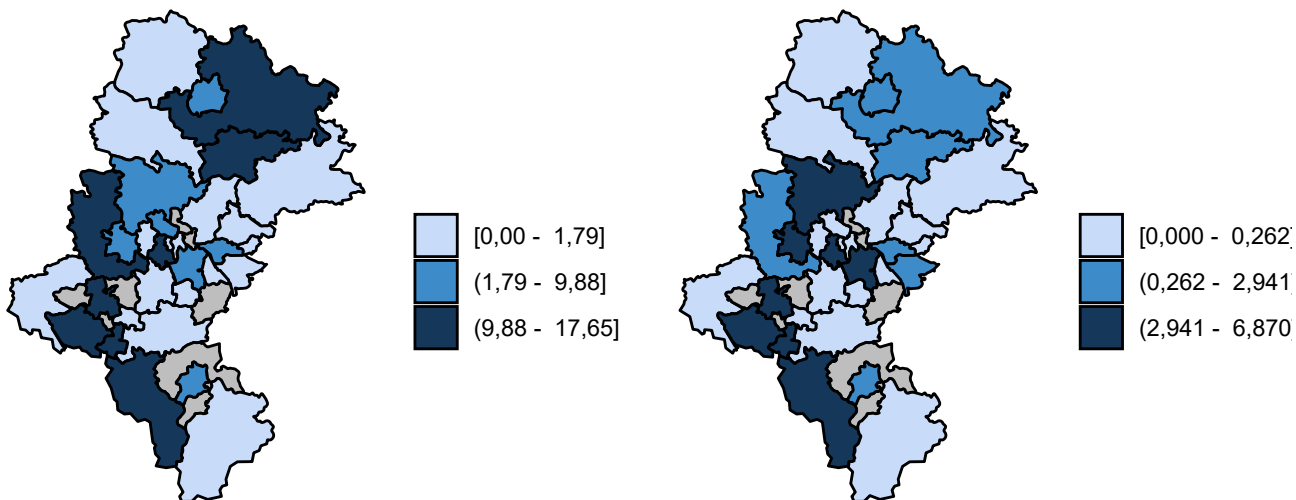 [0,00 - 1,79]
(1,79 - 9,88]
(9,88 - 17,65]
[0,000 - 0,262]
(0,262 - 2,941]
(2,941 - 6,870]